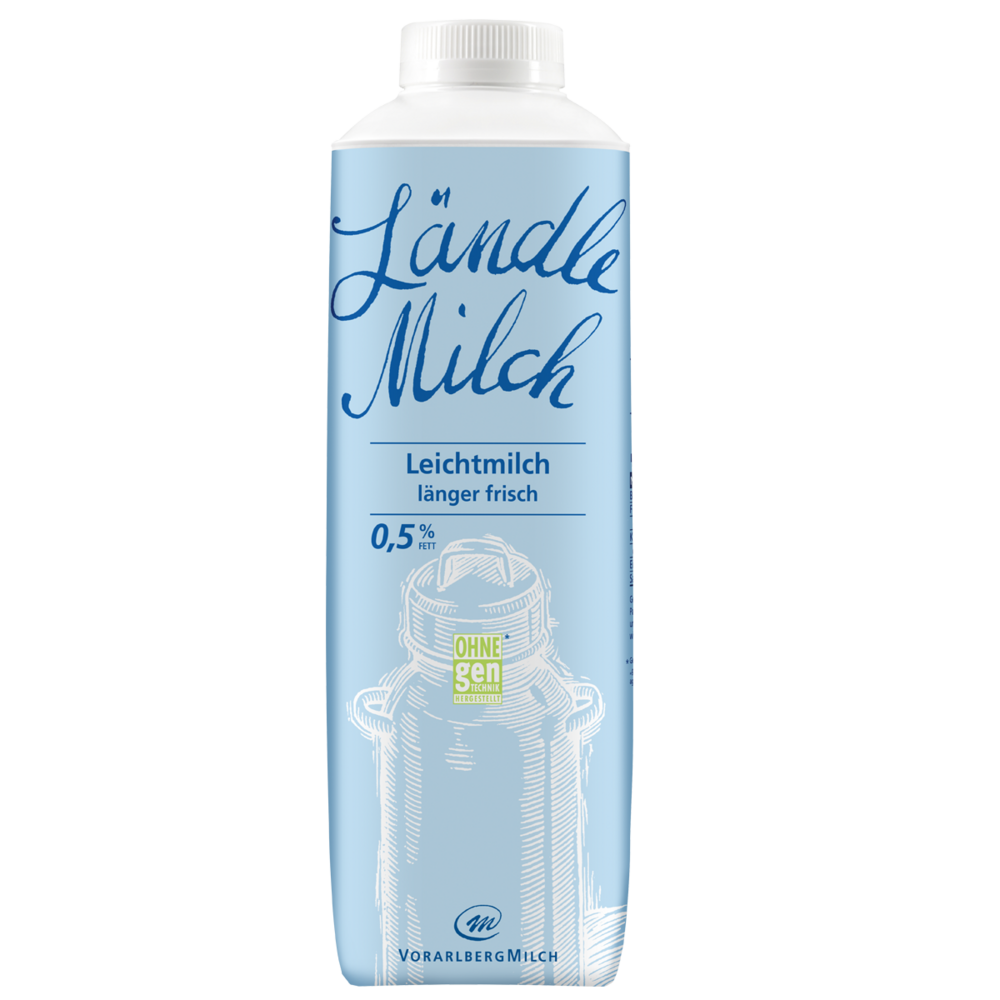 Ländle
Milch
Leichtmilch
länger frisch
0,5 %
FETT
OHNE*
gen
TECHNIK
HERGESTELLT
m
VORARLBERGMILCH